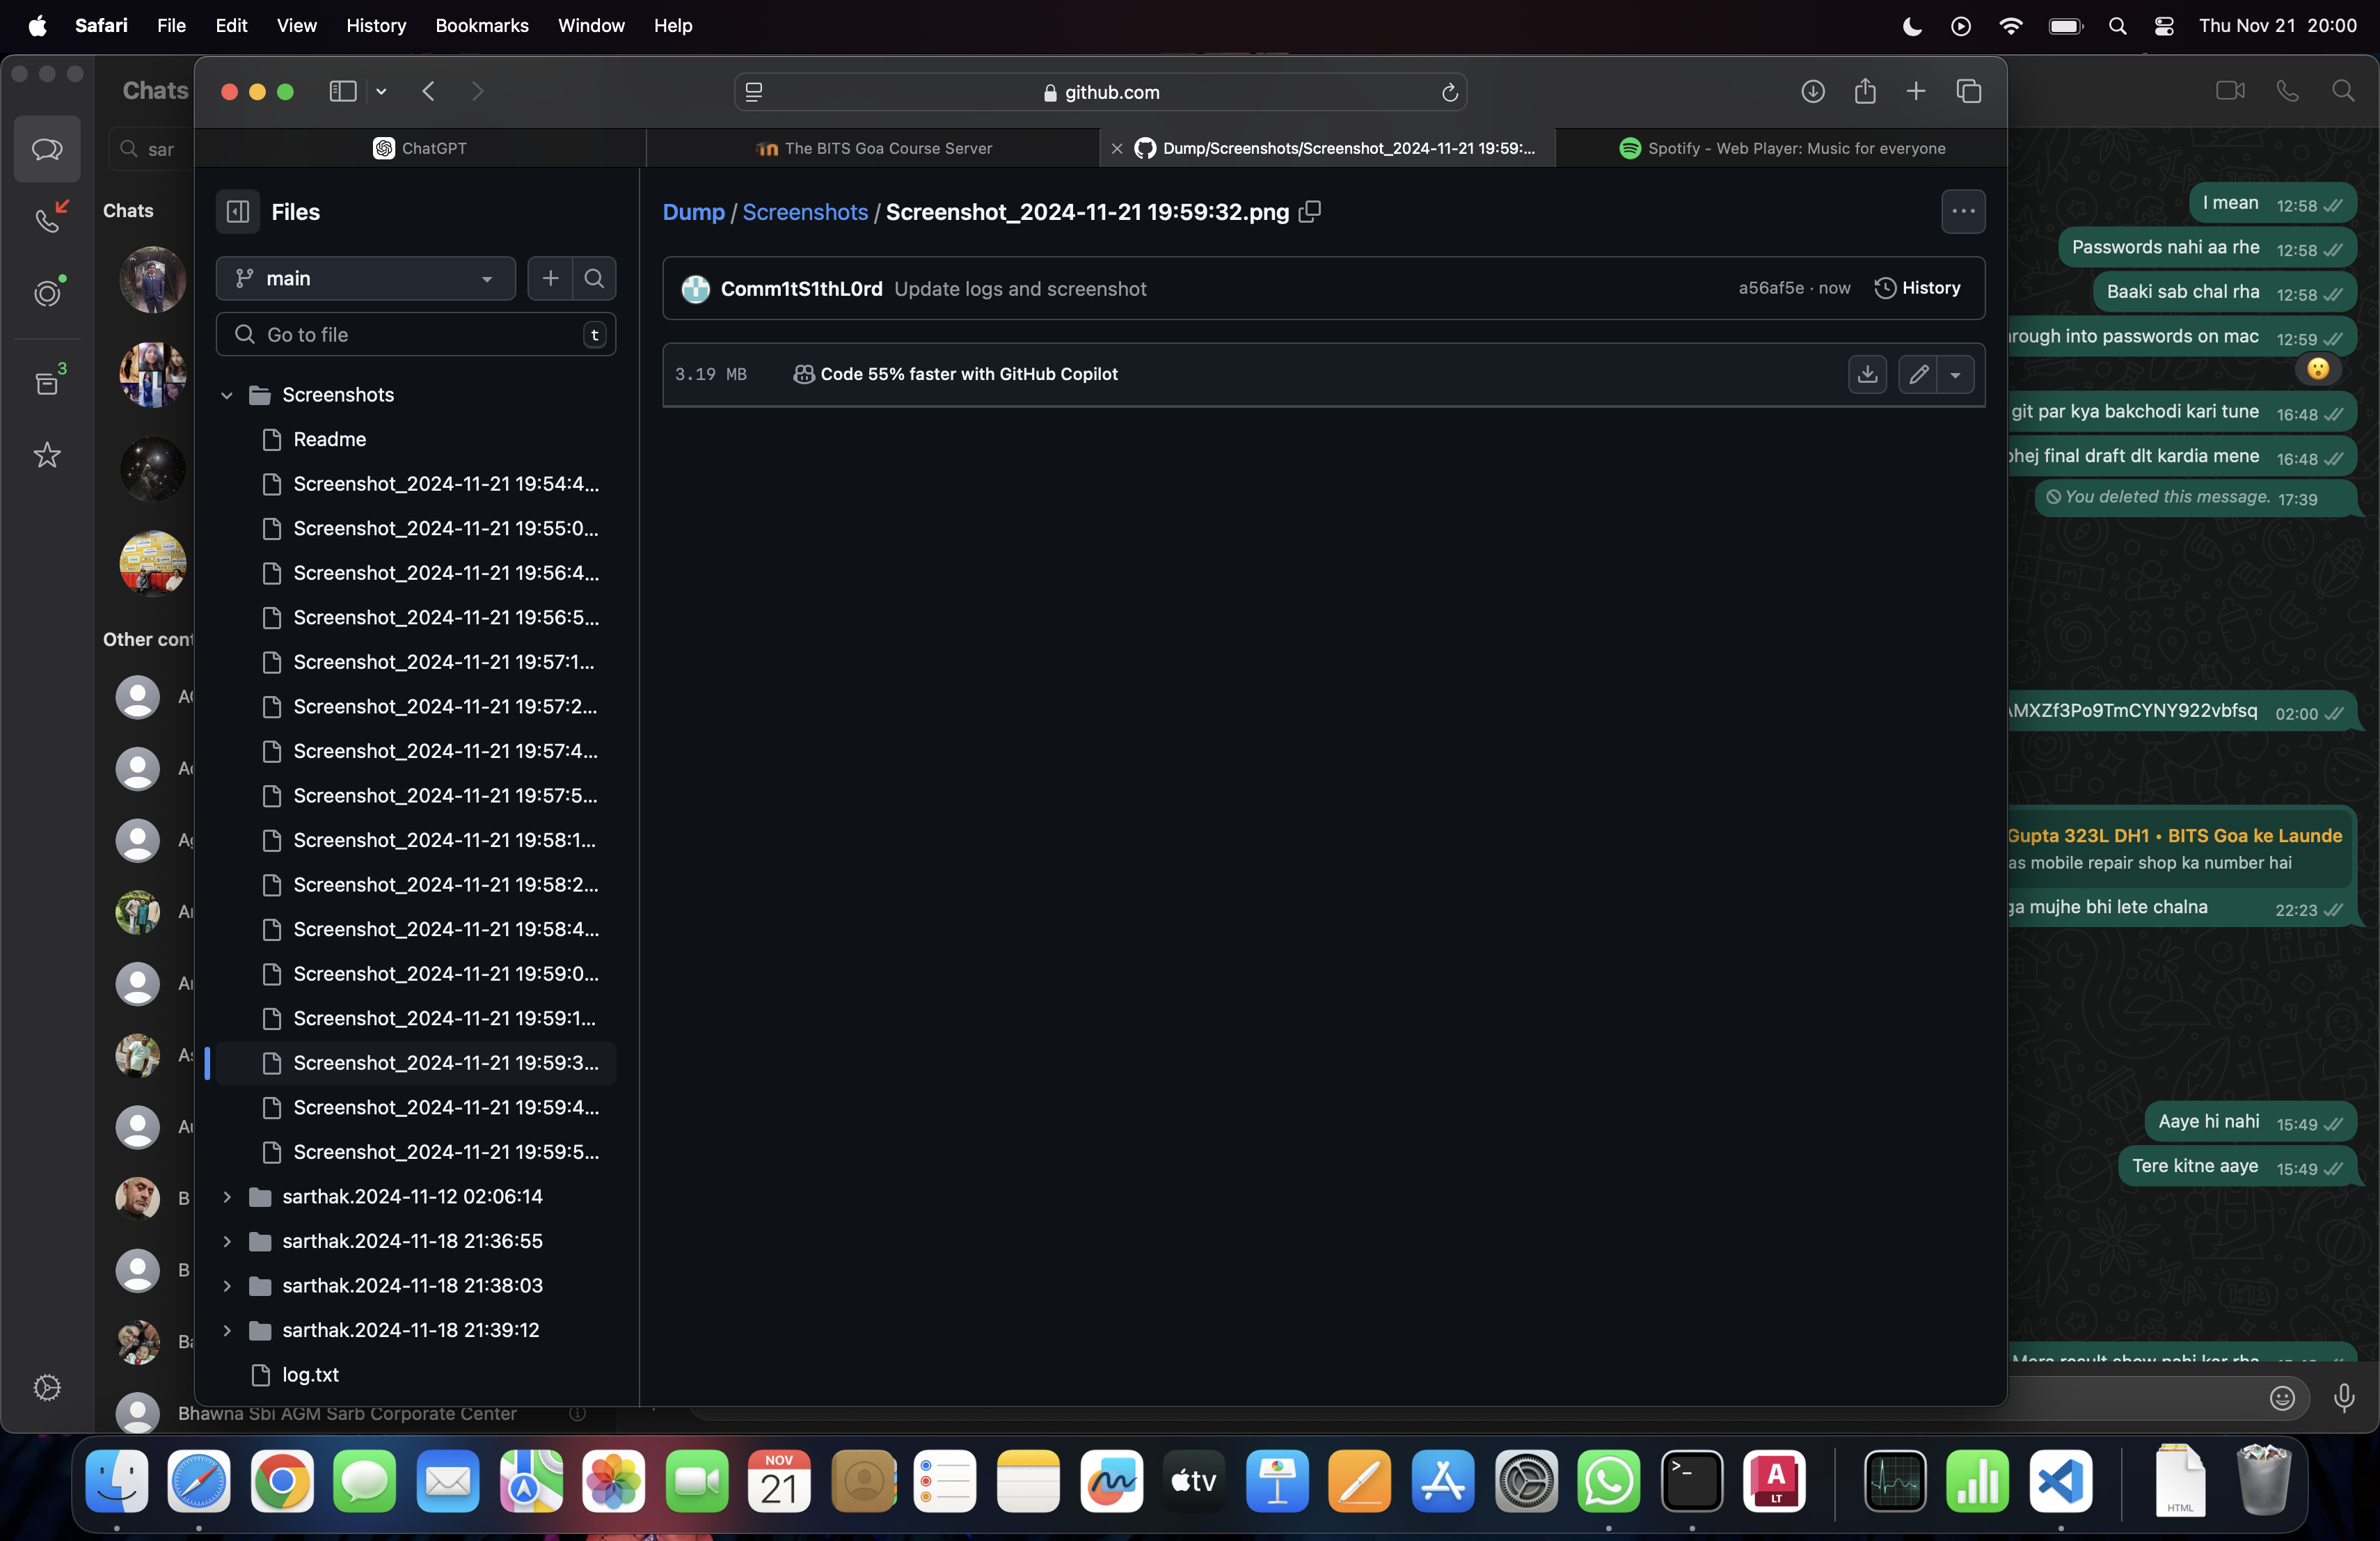 Safari File Edit View History Bookmarks Window Help
Thu Nov 21 20:00
Chats
github.com
sar
ChatGPT
The BITS Goa Course Server
Dump/Screenshots/Screenshot_2024-11-21 19:59:...
Spotify - Web Player: Music for everyone
Chats
Files
Dump / Screenshots / Screenshot_2024-11-21 19:59:32.png
main
Comm1tS1thL0rd Update logs and screenshot
a56af5e · now
History
Go to file
t
3.19 MB
Code 55% faster with GitHub Copilot
3
Screenshots
Readme
Screenshot_2024-11-21 19:54:4...
Screenshot_2024-11-21 19:55:0...
Screenshot_2024-11-21 19:56:4...
Screenshot_2024-11-21 19:56:5...
Screenshot_2024-11-21 19:57:1...
Screenshot_2024-11-21 19:57:2...
Screenshot_2024-11-21 19:57:4...
Screenshot_2024-11-21 19:57:5...
Screenshot_2024-11-21 19:58:1...
Screenshot_2024-11-21 19:58:2...
Screenshot_2024-11-21 19:58:4...
Screenshot_2024-11-21 19:59:0...
Screenshot_2024-11-21 19:59:1...
Screenshot_2024-11-21 19:59:3...
Screenshot_2024-11-21 19:59:4...
Screenshot_2024-11-21 19:59:5...
sarthak.2024-11-12 02:06:14
sarthak.2024-11-18 21:36:55
sarthak.2024-11-18 21:38:03
sarthak.2024-11-18 21:39:12
log.txt
Other
Bhawna Sbi AGM Sarb Corporate Center
I mean 12:58
Passwords nahi aa rhe 12:58
Baaki sab chal rha 12:58
into passwords on mac 12:59
git par kya bakchodi kari tune 16:48
final draft dlt kardia mene 16:48
You deleted this message. 17:39
MXZf3Po9TmCYNY922vbfsq 02:00
Gupta 323L DH1 • BITS Goa ke Launde
mobile repair shop ka number hai
mujhe bhi lete chalna 22:23
Aaye hi nahi 15:49
Tere kitne aaye 15:49
NOV
21
tv
LT
HTML